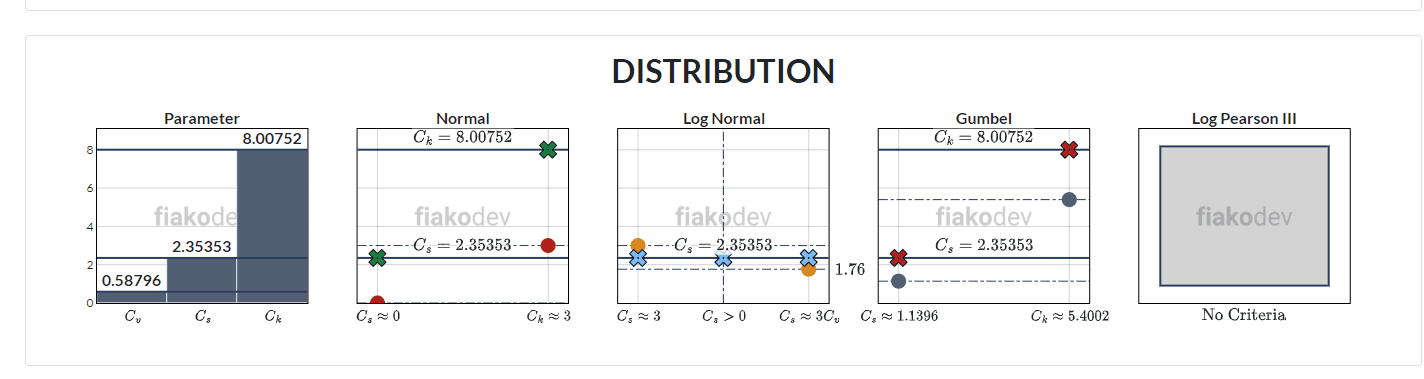 DISTRIBUTION
Parameter
8.00752
8
6
4
2
0
fiakode
2.35353
0.58796
Cᵥ
Cₛ
Cₖ
Normal
Cₖ = 8.00752
fiakodev
Cₛ = 2.35353
Cₛ ≈ 0
Cₖ ≈ 3
Log Normal
fiakodev
Cₛ = 2.35353
1.76
Cₛ ≈ 3
Cₛ > 0
Cₛ ≈ 3Cᵥ
Gumbel
Cₖ = 8.00752
fiakodev
Cₛ = 2.35353
Cₛ ≈ 1.1396
Cₖ ≈ 5.4002
Log Pearson III
fiakodev
No Criteria